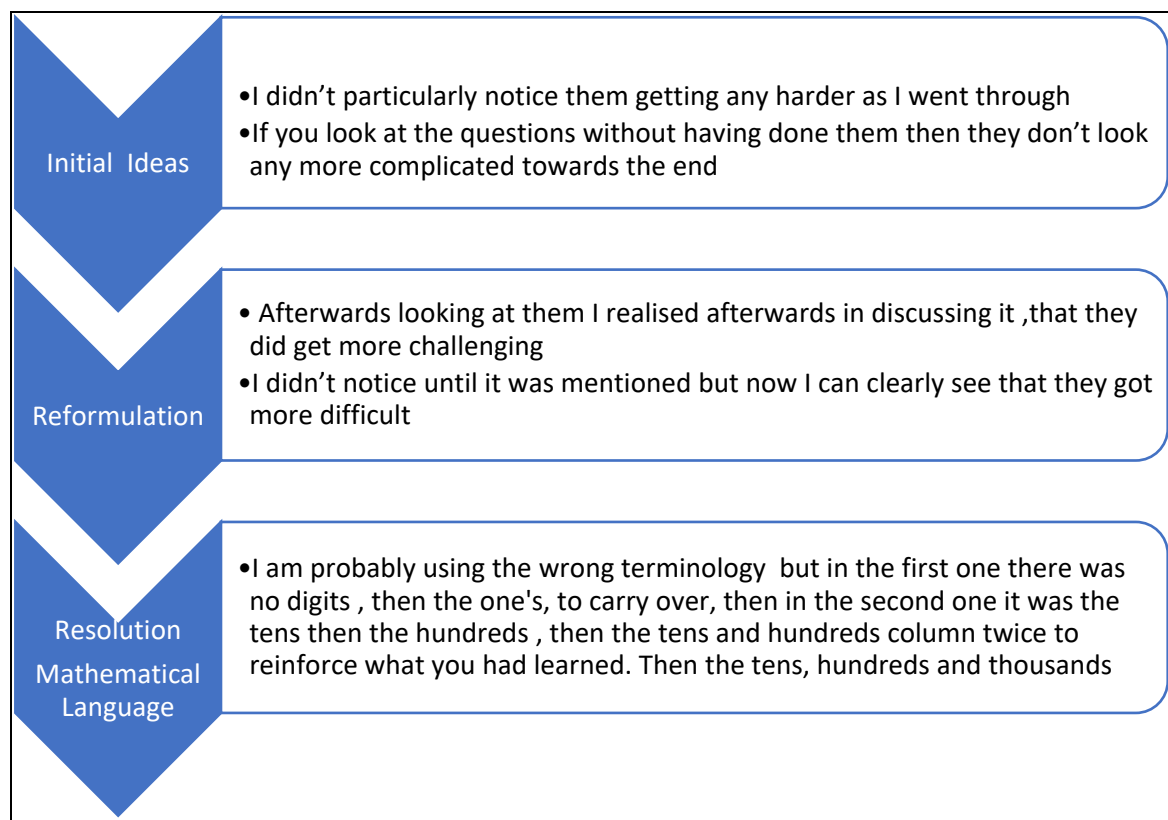 Initial Ideas
•I didn’t particularly notice them getting any harder as I went through
•If you look at the questions without having done them then they don’t look
any more complicated towards the end
Reformulation
• Afterwards looking at them I realised afterwards in discussing it ,that they
did get more challenging
•I didn’t notice until it was mentioned but now I can clearly see that they got
more difficult
Resolution
Mathematical
Language
•I am probably using the wrong terminology  but in the first one there was
no digits , then the one's, to carry over, then in the second one it was the
tens then the hundreds , then the tens and hundreds column twice to
reinforce what you had learned. Then the tens, hundreds and thousands